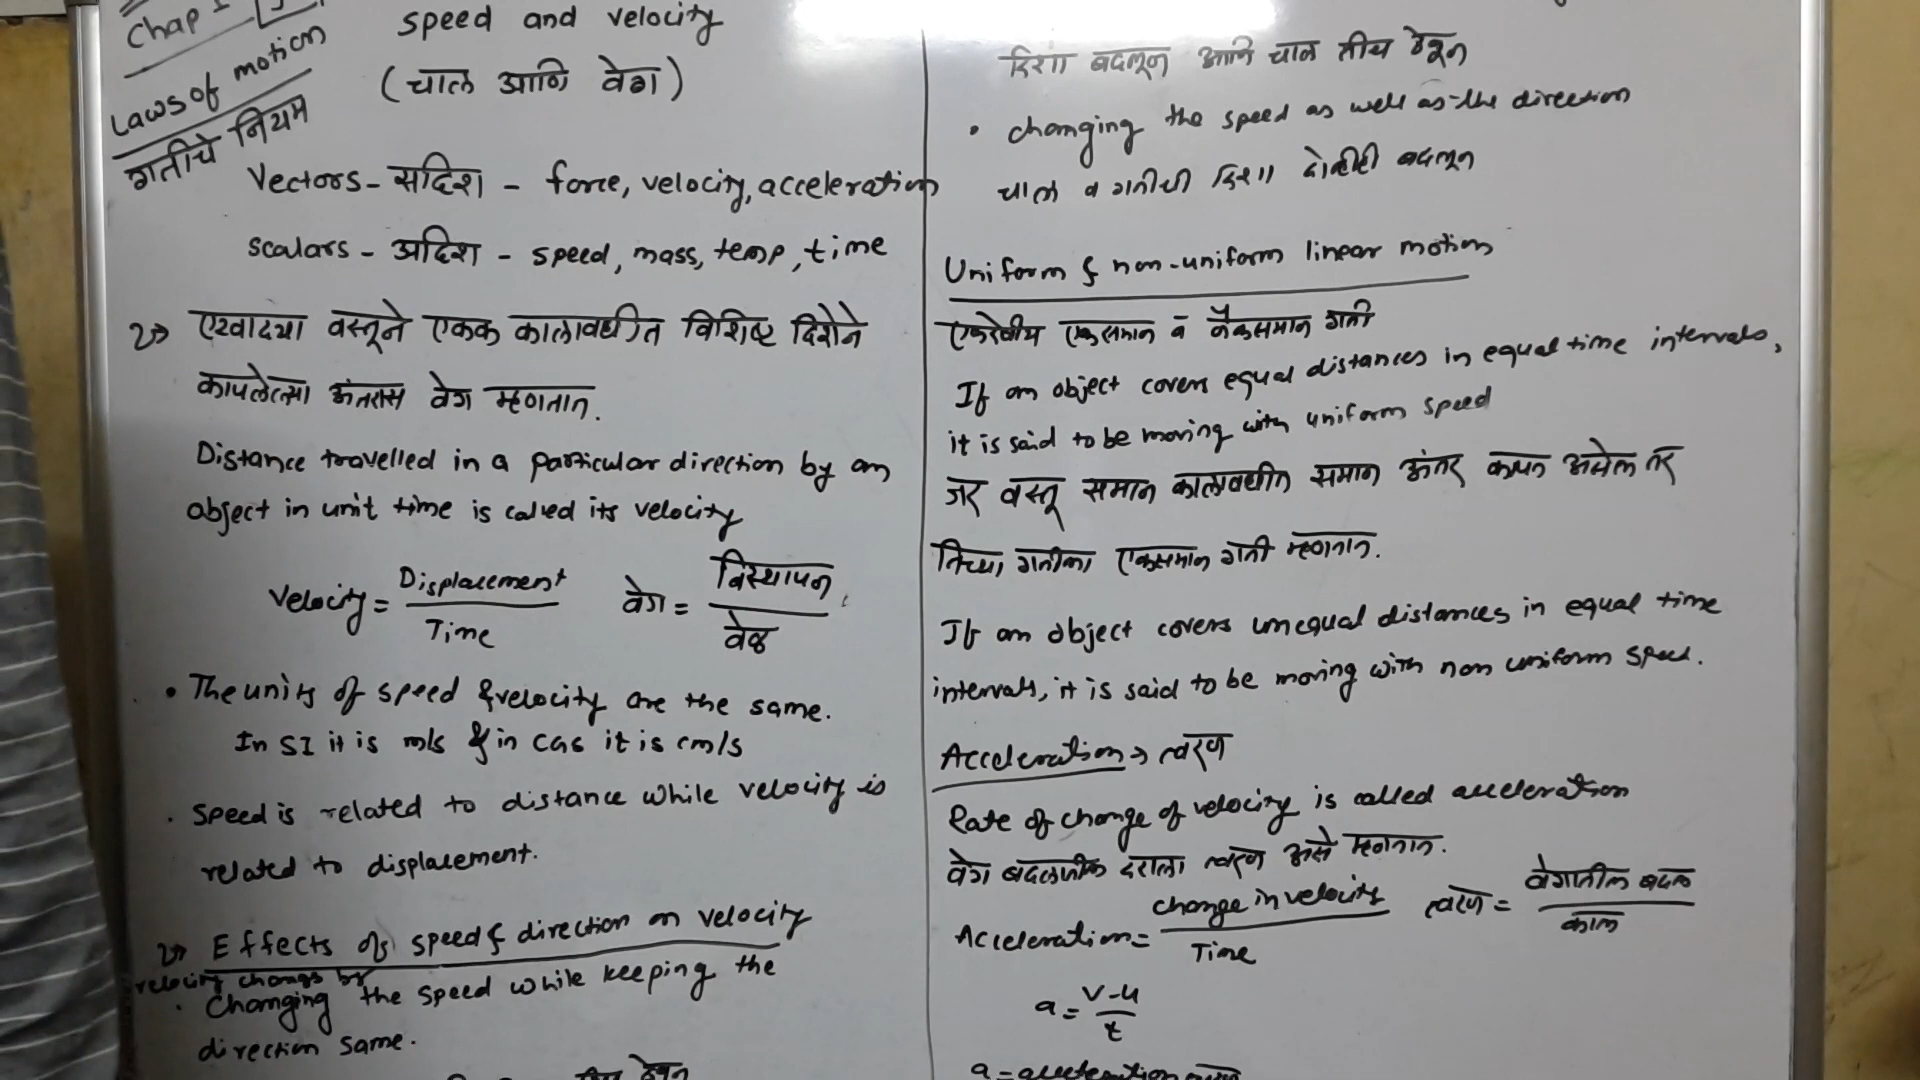 Chap
Laws of motion
गतीचे नियम
speed and velocity
(चाल आणि वेग)
Vectors - सदिश - force, velocity, acceleration
Scalars - अदिश - speed, mass, temp, time
एखाद्या वस्तूने एकक कालावधीत विशिष्ट दिशेने
कापलेल्या अंतरास वेग म्हणतात.
Distance travelled in a particular direction by an
object in unit time is called its velocity
Velocity = Displacement / Time वेग = विस्थापन / वेळ
• The units of speed & velocity are the same.
In SI it is m/s & in CGS it is cm/s
• Speed is related to distance while velocity is
related to displacement.
Effects of speed & direction on velocity
velocity change by
• Changing the speed while keeping the
direction same.
ठेवून
दिशा बदलून आणि चाल तीच ठेवून
• Changing the speed as well as the direction
चाल व गतीची दिशा दोन्ही बदलून
Uniform & non-uniform linear motion
एकरेषीय एकसमान व नैकसमान गती
If an object covers equal distances in equal time intervals,
it is said to be moving with uniform speed
जर वस्तू समान कालावधीत समान अंतर कापत असेल तर
तिच्या गतीला एकसमान गती म्हणतात.
If an object covers unequal distances in equal time
intervals, it is said to be moving with non uniform speed.
Acceleration → त्वरण
Rate of change of velocity is called acceleration
वेग बदलाच्या दराला त्वरण असे म्हणतात.
Acceleration = change in velocity / Time त्वरण = वेगातील बदल / काल
a = v-u / t
a = acceleration त्वरण